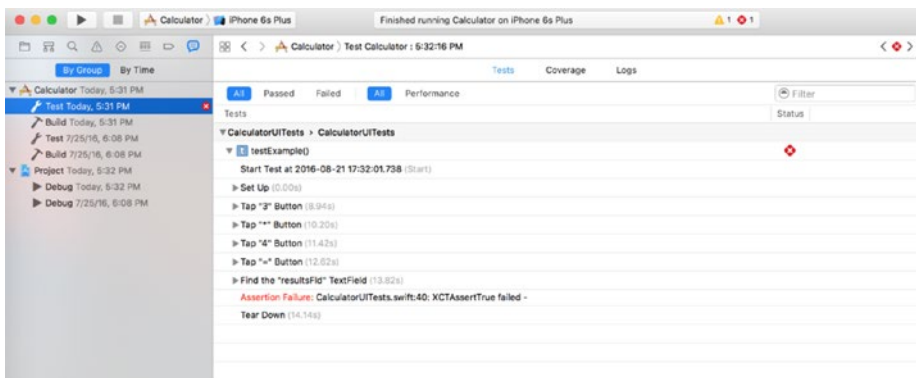 Calculator
iPhone 6s Plus
Finished running Calculator on iPhone 6s Plus
1
1
Calculator
Test Calculator : 5:32:16 PM
By Group
By Time
Tests
Coverage
Logs
Calculator Today, 5:31 PM
Test Today, 5:31 PM
Build Today, 5:31 PM
Test 7/25/16, 6:08 PM
Build 7/25/16, 6:08 PM
Project Today, 5:32 PM
Debug Today, 5:32 PM
Debug 7/25/16, 6:08 PM
All
Passed
Failed
All
Performance
Filter
Tests
Status
CalculatorUITests › CalculatorUITests
t testExample()
Start Test at 2016-08-21 17:32:01.738 (Start)
Set Up (0.00s)
Tap "3" Button (8.94s)
Tap "*" Button (10.20s)
Tap "4" Button (11.42s)
Tap "=" Button (12.02s)
Find the "resultsFld" TextField (13.82s)
Assertion Failure: CalculatorUITests.swift:40: XCTAssertTrue failed -
Tear Down (14.14s)